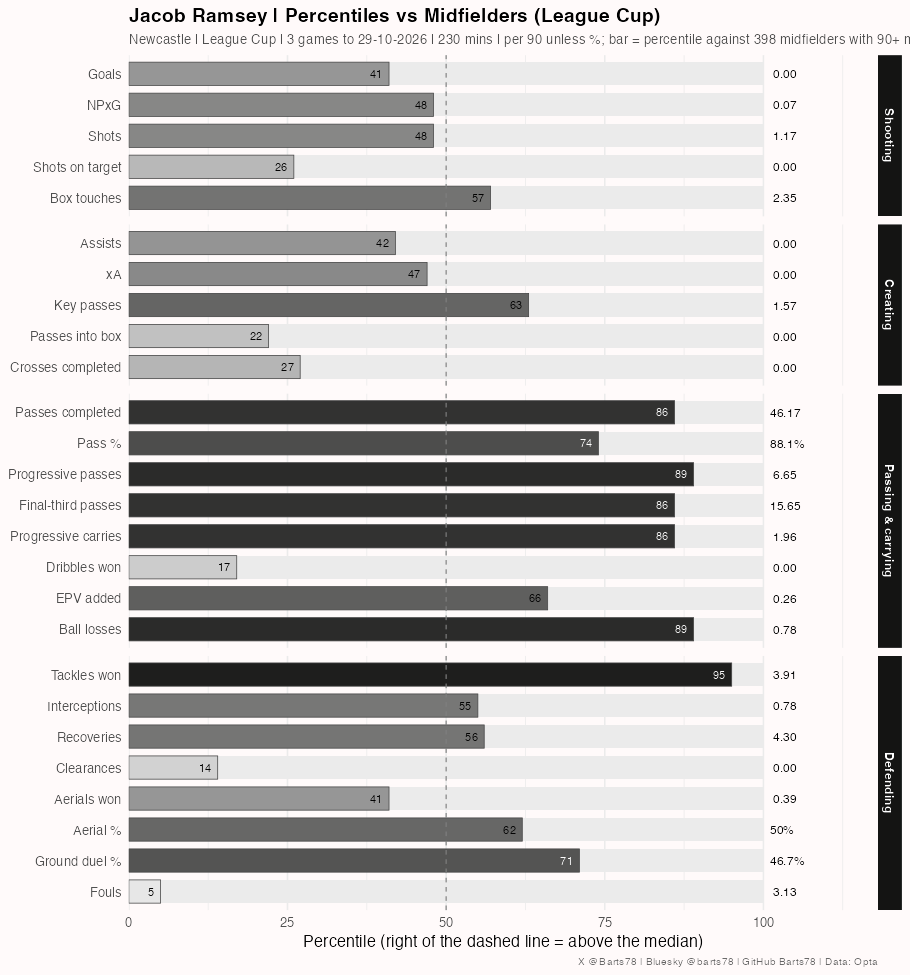 Jacob Ramsey | Percentiles vs Midfielders (League Cup)
Newcastle | League Cup | 3 games to 29-10-2026 | 230 mins | per 90 unless %; bar = percentile against 398 midfielders with 90+ m
Shooting
Goals 41 0.00
NPxG 48 0.07
Shots 48 1.17
Shots on target 26 0.00
Box touches 57 2.35
Creating
Assists 42 0.00
xA 47 0.00
Key passes 63 1.57
Passes into box 22 0.00
Crosses completed 27 0.00
Passing & carrying
Passes completed 86 46.17
Pass % 74 88.1%
Progressive passes 89 6.65
Final-third passes 86 15.65
Progressive carries 86 1.96
Dribbles won 17 0.00
EPV added 66 0.26
Ball losses 89 0.78
Defending
Tackles won 95 3.91
Interceptions 55 0.78
Recoveries 56 4.30
Clearances 14 0.00
Aerials won 41 0.39
Aerial % 62 50%
Ground duel % 71 46.7%
Fouls 5 3.13
0 25 50 75 100
Percentile (right of the dashed line = above the median)
X @Barts78 | Bluesky @barts78 | GitHub Barts78 | Data: Opta